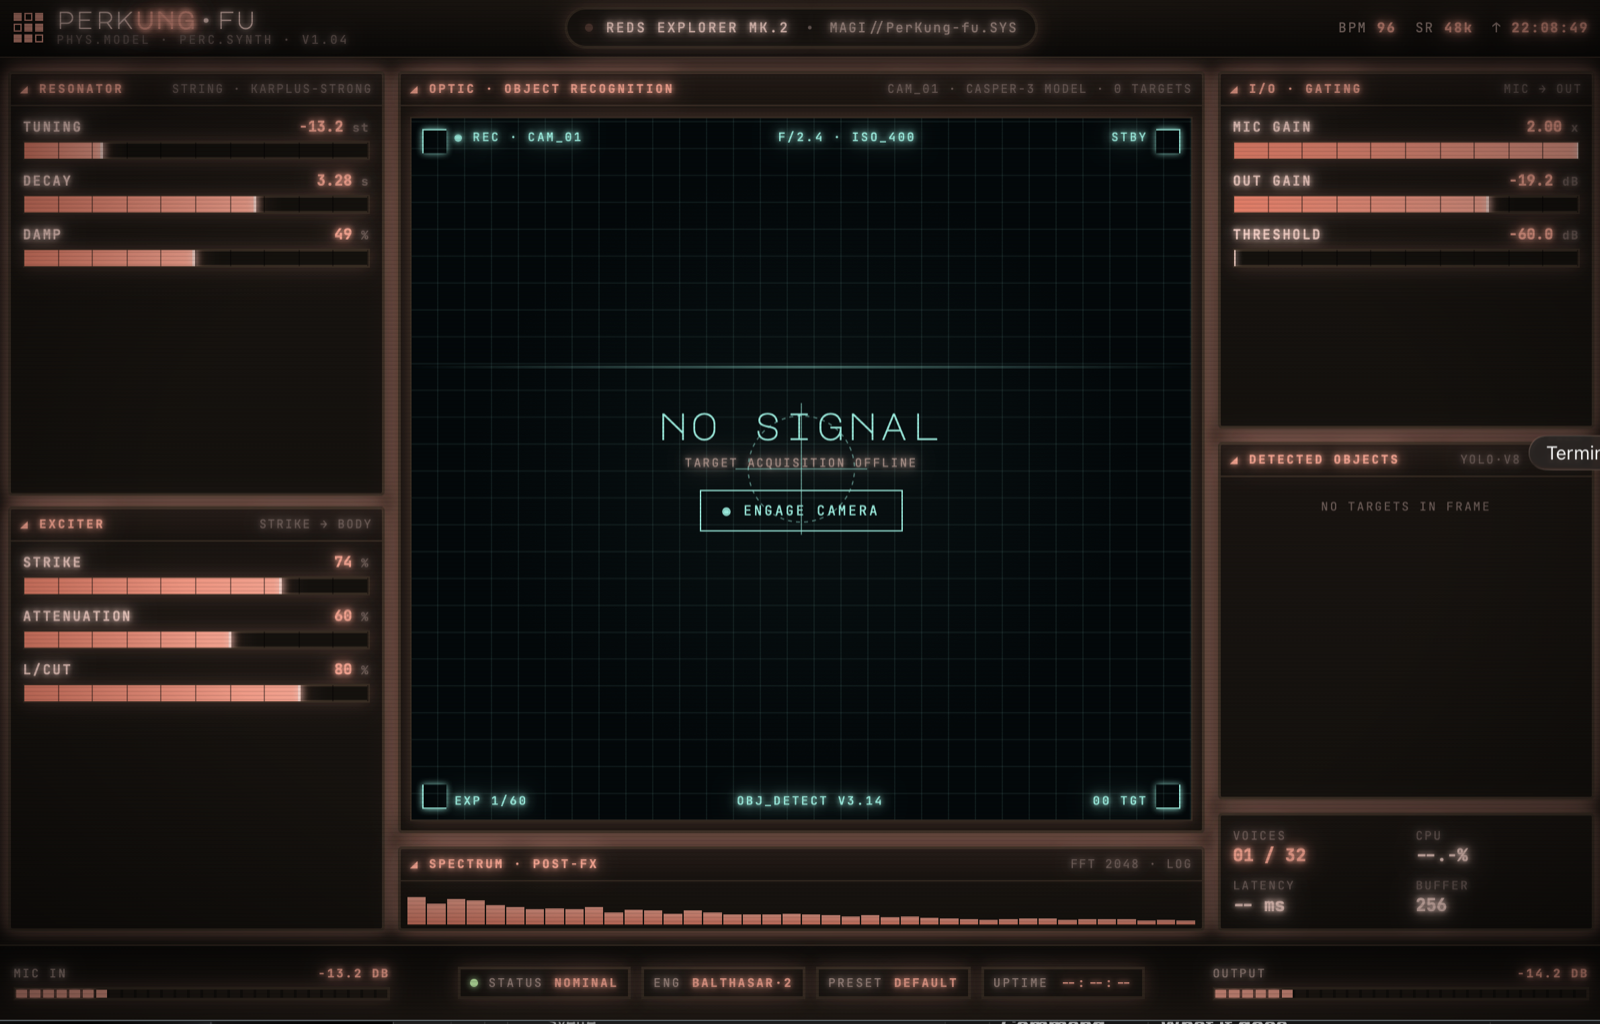 PERKUNG•FU
PHYS.MODEL · PERC.SYNTH · V1.04
REDS EXPLORER MK.2 • MAGI//PerKung-fu.SYS
BPM 96 SR 48k ↑ 22:08:49
RESONATOR STRING · KARPLUS-STRONG
TUNING -13.2 st
DECAY 3.28 s
DAMP 49 %
EXCITER STRIKE → BODY
STRIKE 74 %
ATTENUATION 60 %
L/CUT 80 %
OPTIC · OBJECT RECOGNITION CAM_01 · CASPER-3 MODEL · 0 TARGETS
REC · CAM_01 F/2.4 · ISO_400 STBY
NO SIGNAL
TARGET ACQUISITION OFFLINE
ENGAGE CAMERA
EXP 1/60 OBJ_DETECT V3.14 00 TGT
SPECTRUM · POST-FX FFT 2048 · LOG
I/O · GATING MIC → OUT
MIC GAIN 2.00 x
OUT GAIN -19.2 dB
THRESHOLD -60.0 dB
DETECTED OBJECTS YOLO·V8
Termin
NO TARGETS IN FRAME
VOICES CPU
01 / 32 --.-%
LATENCY BUFFER
-- ms 256
MIC IN -13.2 DB
STATUS NOMINAL ENG BALTHASAR·2 PRESET DEFAULT UPTIME --:--:--
OUTPUT -14.2 DB